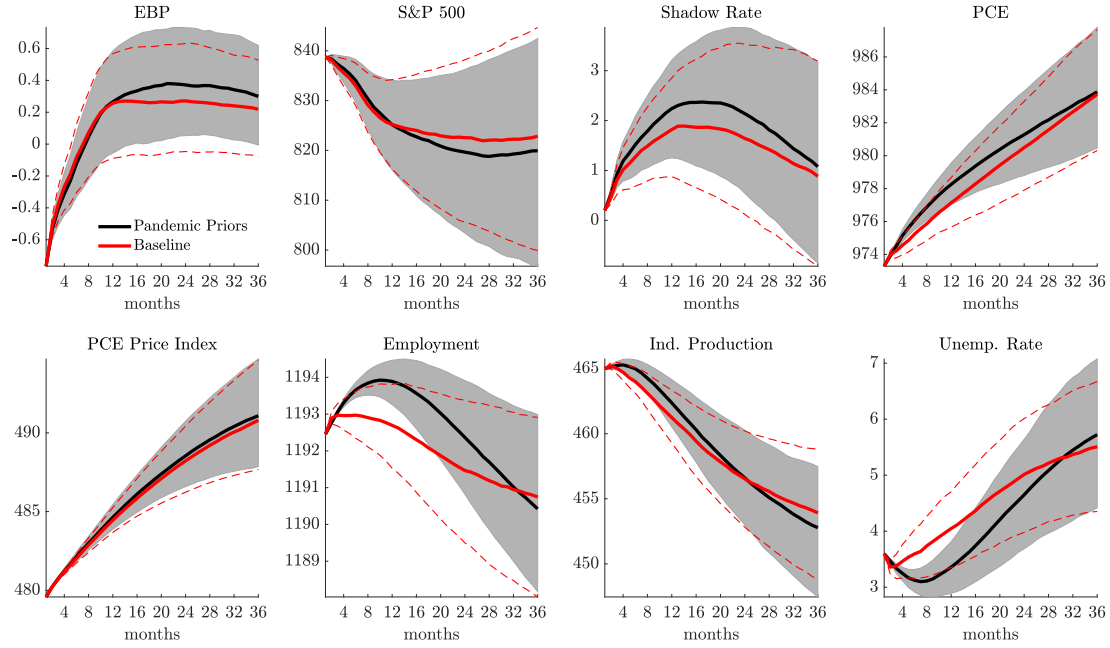 EBP
0.6
0.4
0.2
0
-0.2
-0.4
-0.6
Pandemic Priors
Baseline
4 8 12 16 20 24 28 32 36
months
S&P 500
840
830
820
810
800
4 8 12 16 20 24 28 32 36
months
Shadow Rate
3
2
1
0
4 8 12 16 20 24 28 32 36
months
PCE
986
984
982
980
978
976
974
4 8 12 16 20 24 28 32 36
months
PCE Price Index
490
485
480
4 8 12 16 20 24 28 32 36
months
Employment
1194
1193
1192
1191
1190
1189
4 8 12 16 20 24 28 32 36
months
Ind. Production
465
460
455
450
4 8 12 16 20 24 28 32 36
months
Unemp. Rate
7
6
5
4
3
4 8 12 16 20 24 28 32 36
months